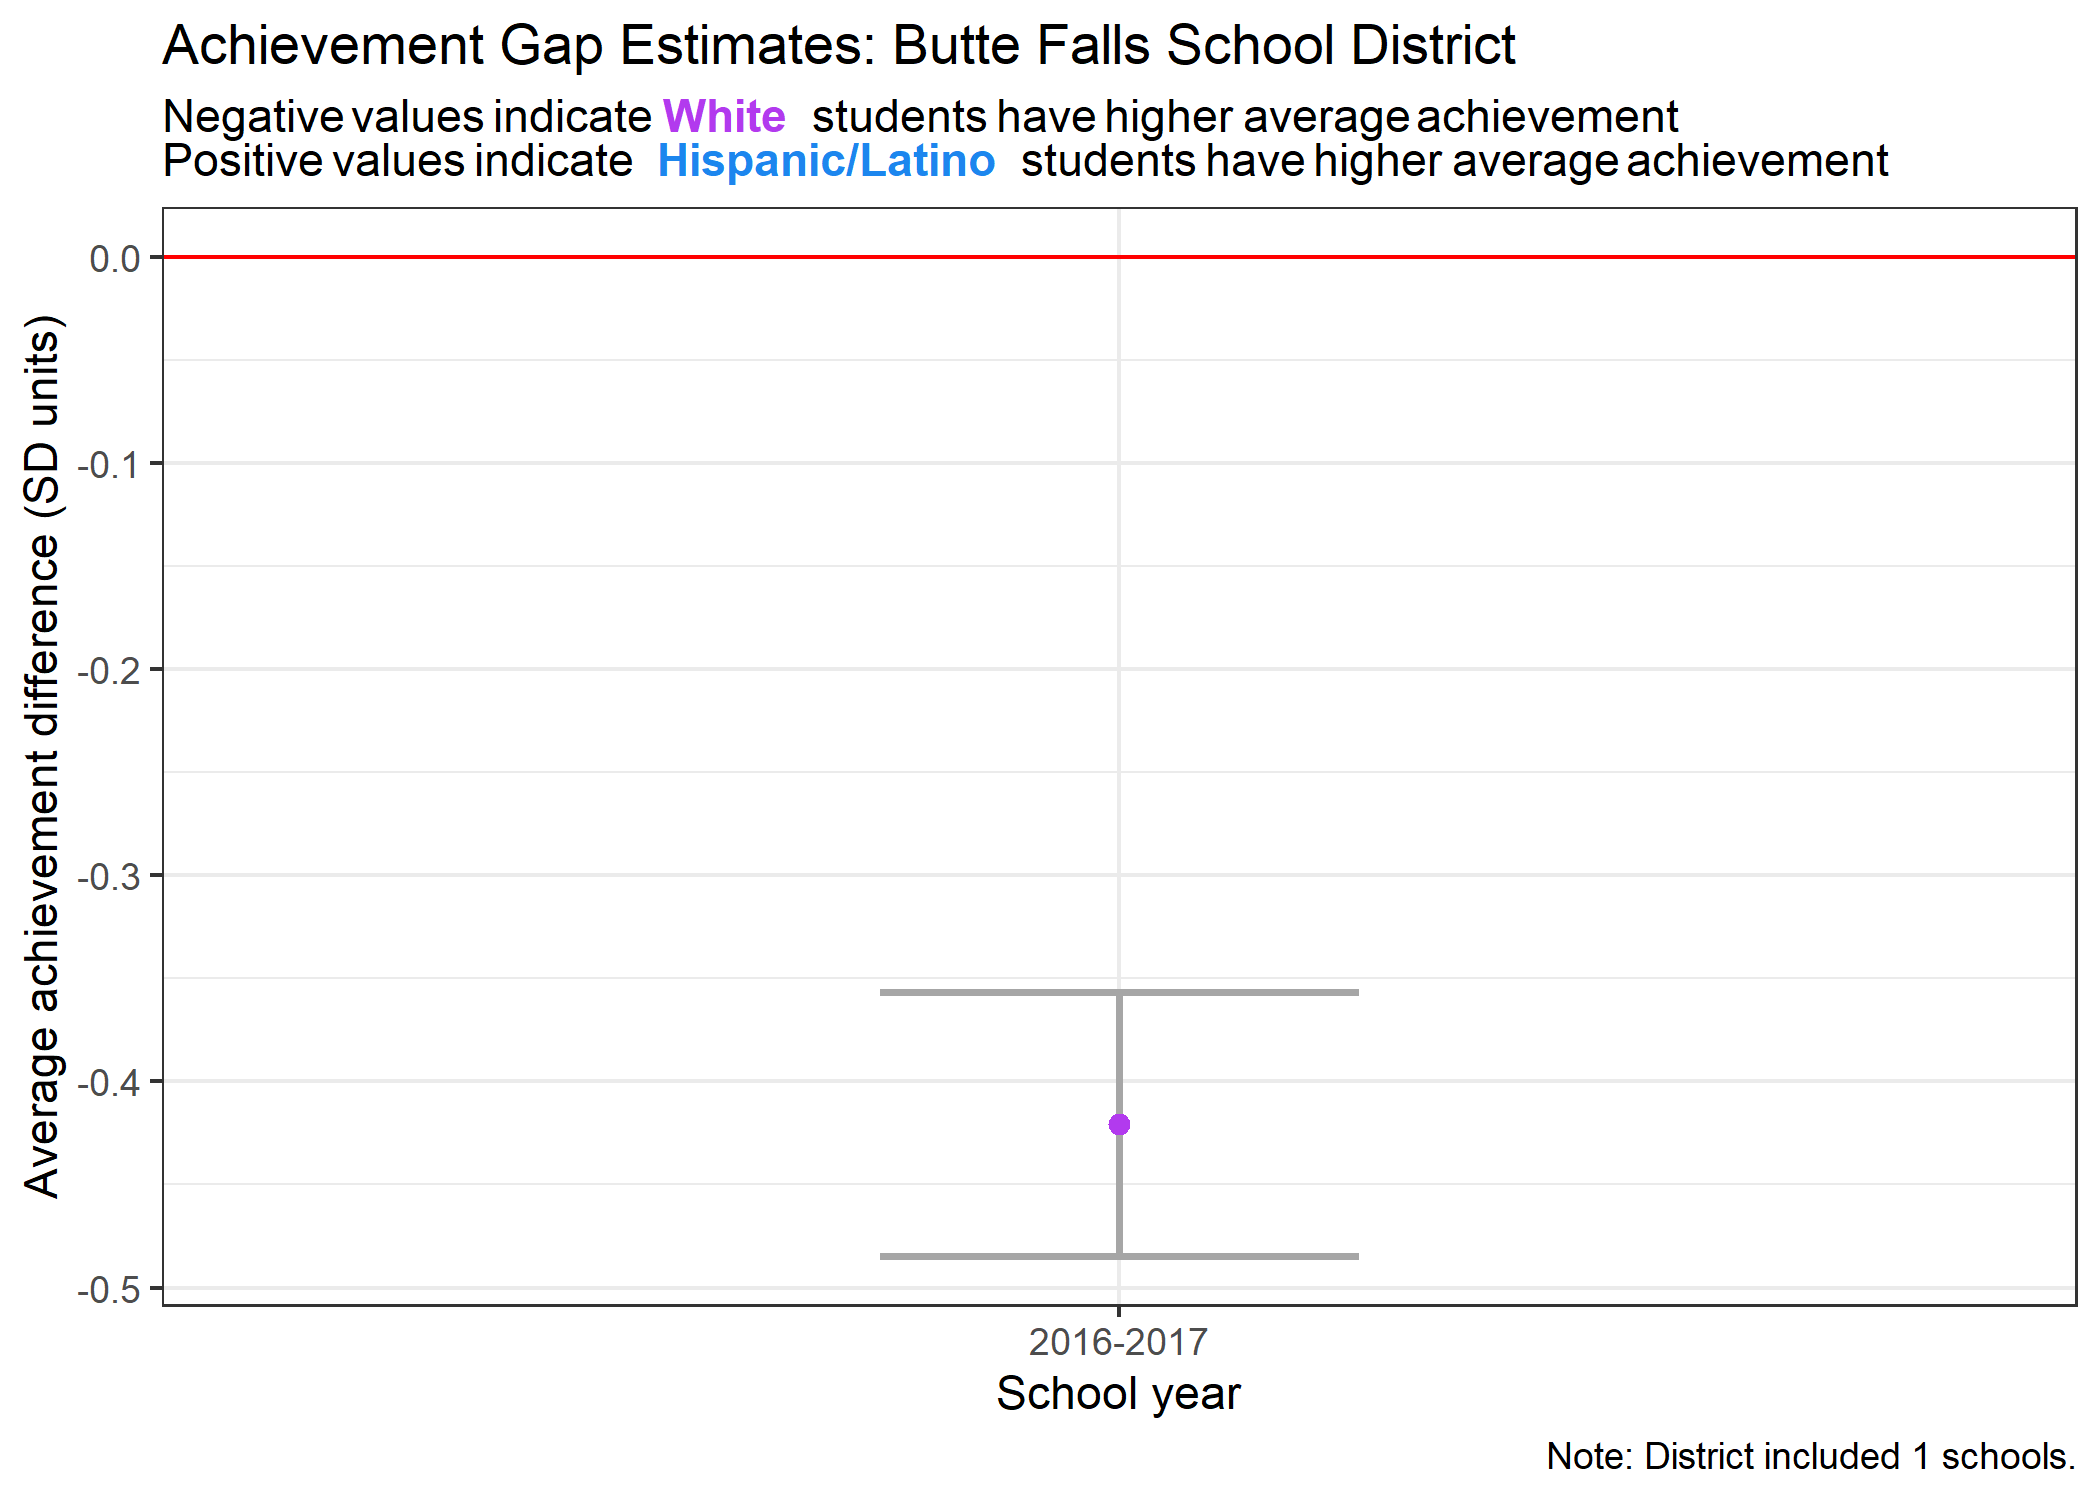 Achievement Gap Estimates: Butte Falls School District
Negative values indicate White students have higher average achievement
Positive values indicate Hispanic/Latino students have higher average achievement
Average achievement difference (SD units)
0.0
-0.1
-0.2
-0.3
-0.4
-0.5
2016-2017
School year
Note: District included 1 schools.